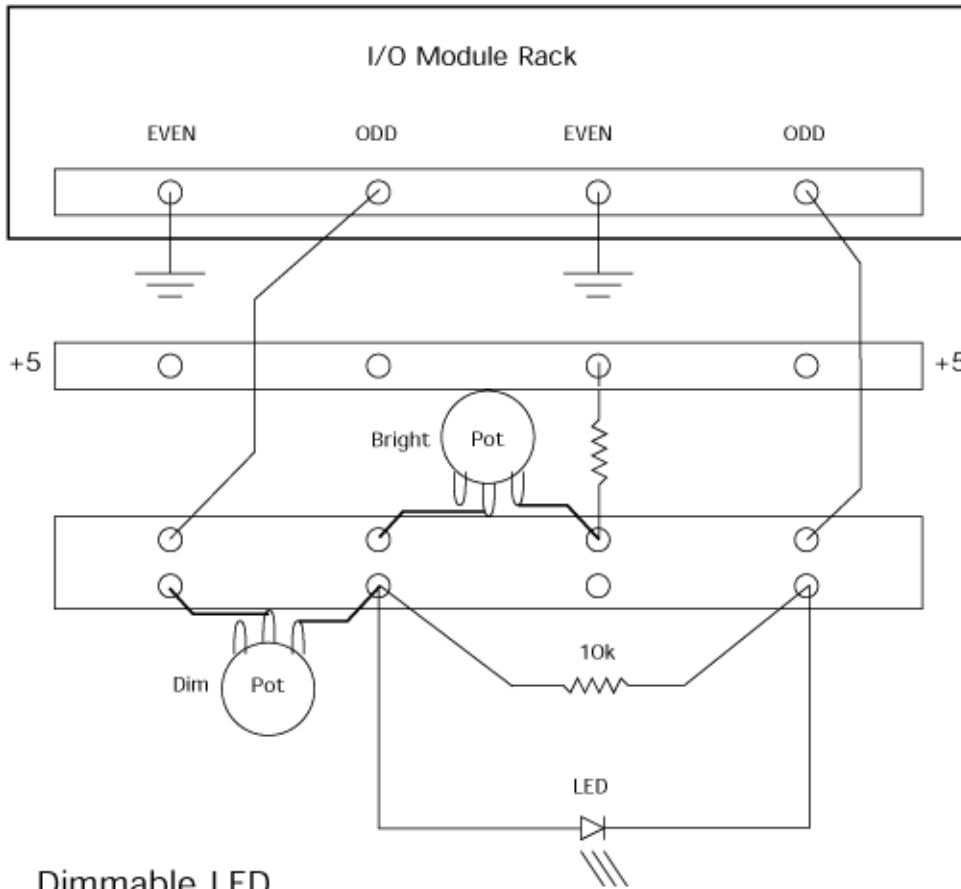 I/O Module Rack
EVEN ODD EVEN ODD
+5 +5
Bright Pot
10k
Dim Pot
LED
Dimmable LED